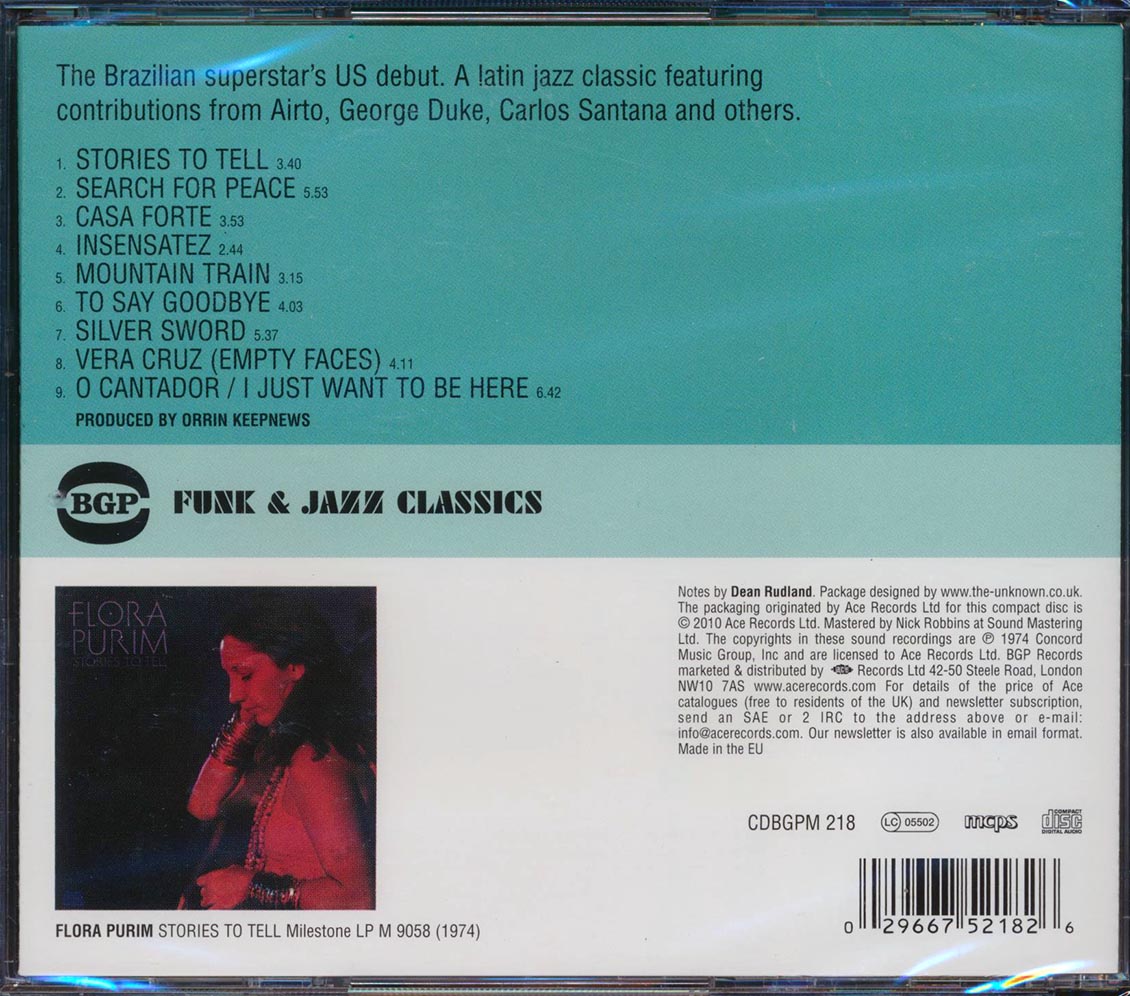 The Brazilian superstar's US debut. A latin jazz classic featuring
contributions from Airto, George Duke, Carlos Santana and others.
1. STORIES TO TELL 3.40
2. SEARCH FOR PEACE 5.53
3. CASA FORTE 3.53
4. INSENSATEZ 2.44
5. MOUNTAIN TRAIN 3.15
6. TO SAY GOODBYE 4.03
7. SILVER SWORD 5.37
8. VERA CRUZ (EMPTY FACES) 4.11
9. O CANTADOR / I JUST WANT TO BE HERE 6.42
PRODUCED BY ORRIN KEEPNEWS
BGP FUNK & JAZZ CLASSICS
FLORA
PURIM
STORIES TO TELL
FLORA PURIM STORIES TO TELL Milestone LP M 9058 (1974)
Notes by Dean Rudland. Package designed by www.the-unknown.co.uk.
The packaging originated by Ace Records Ltd for this compact disc is
© 2010 Ace Records Ltd. Mastered by Nick Robbins at Sound Mastering
Ltd. The copyrights in these sound recordings are ℗ 1974 Concord
Music Group, Inc and are licensed to Ace Records Ltd. BGP Records
marketed & distributed by ACE Records Ltd 42-50 Steele Road, London
NW10 7AS www.acerecords.com For details of the price of Ace
catalogues (free to residents of the UK) and newsletter subscription,
send an SAE or 2 IRC to the address above or e-mail:
info@acerecords.com. Our newsletter is also available in email format.
Made in the EU
CDBGPM 218 LC 05502 mcps COMPACT disc DIGITAL AUDIO
0 29667 52182 6